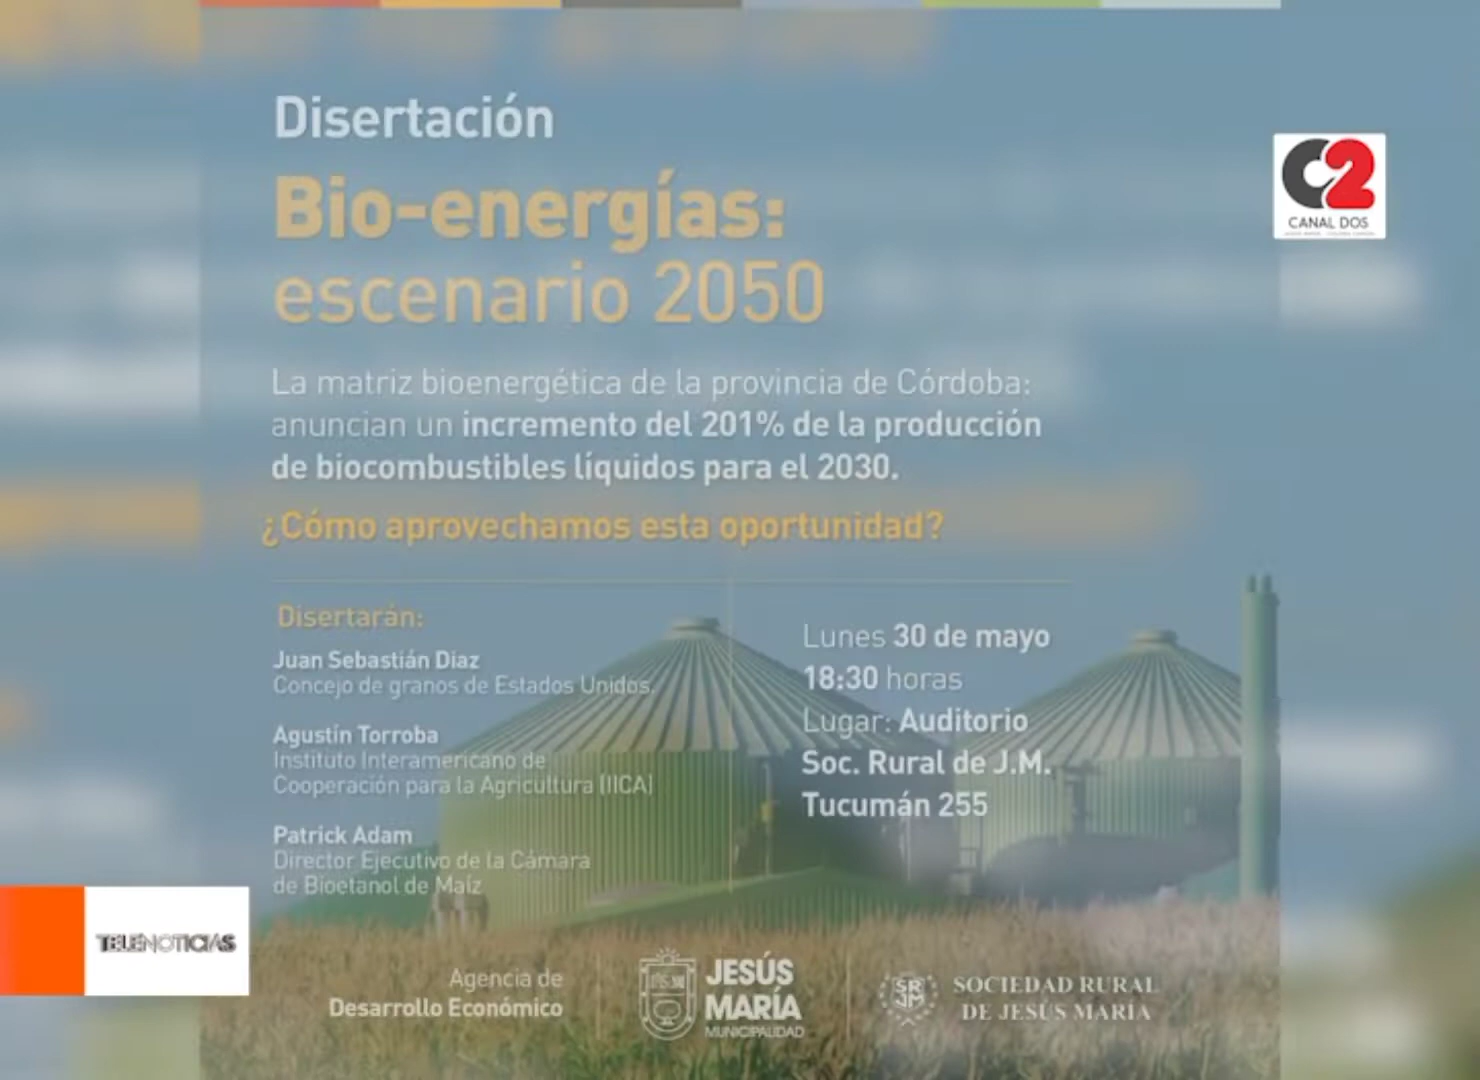 Disertación
Bio-energías:
escenario 2050
CANAL DOS
La matriz bioenergética de la provincia de Córdoba:
anuncian un incremento del 201% de la producción
de biocombustibles líquidos para el 2030.
¿Cómo aprovechamos esta oportunidad?
Disertarán:
Juan Sebastián Diaz
Concejo de granos de Estados Unidos.
Agustín Torroba
Instituto Interamericano de
Cooperación para la Agricultura (IICA)
Patrick Adam
Director Ejecutivo de la Cámara
de Bioetanol de Maíz
Lunes 30 de mayo
18:30 horas
Lugar: Auditorio
Soc. Rural de J.M.
Tucumán 255
TELENOTICIAS
Agencia de
Desarrollo Económico
JESÚS
MARÍA
MUNICIPALIDAD
SR
JM
SOCIEDAD RURAL
DE JESÚS MARÍA